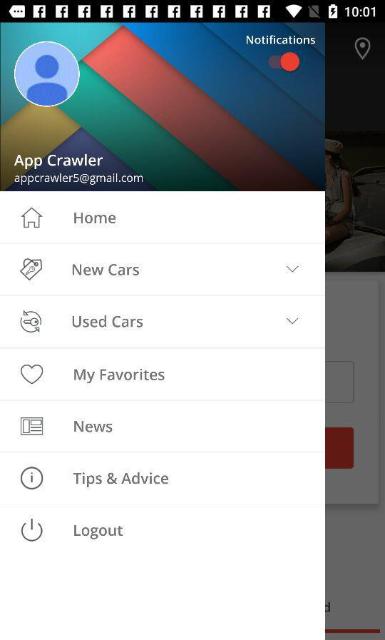 10:01
Notifications
App Crawler
appcrawler5@gmail.com
Home
New Cars
Used Cars
My Favorites
News
Tips & Advice
Logout
d